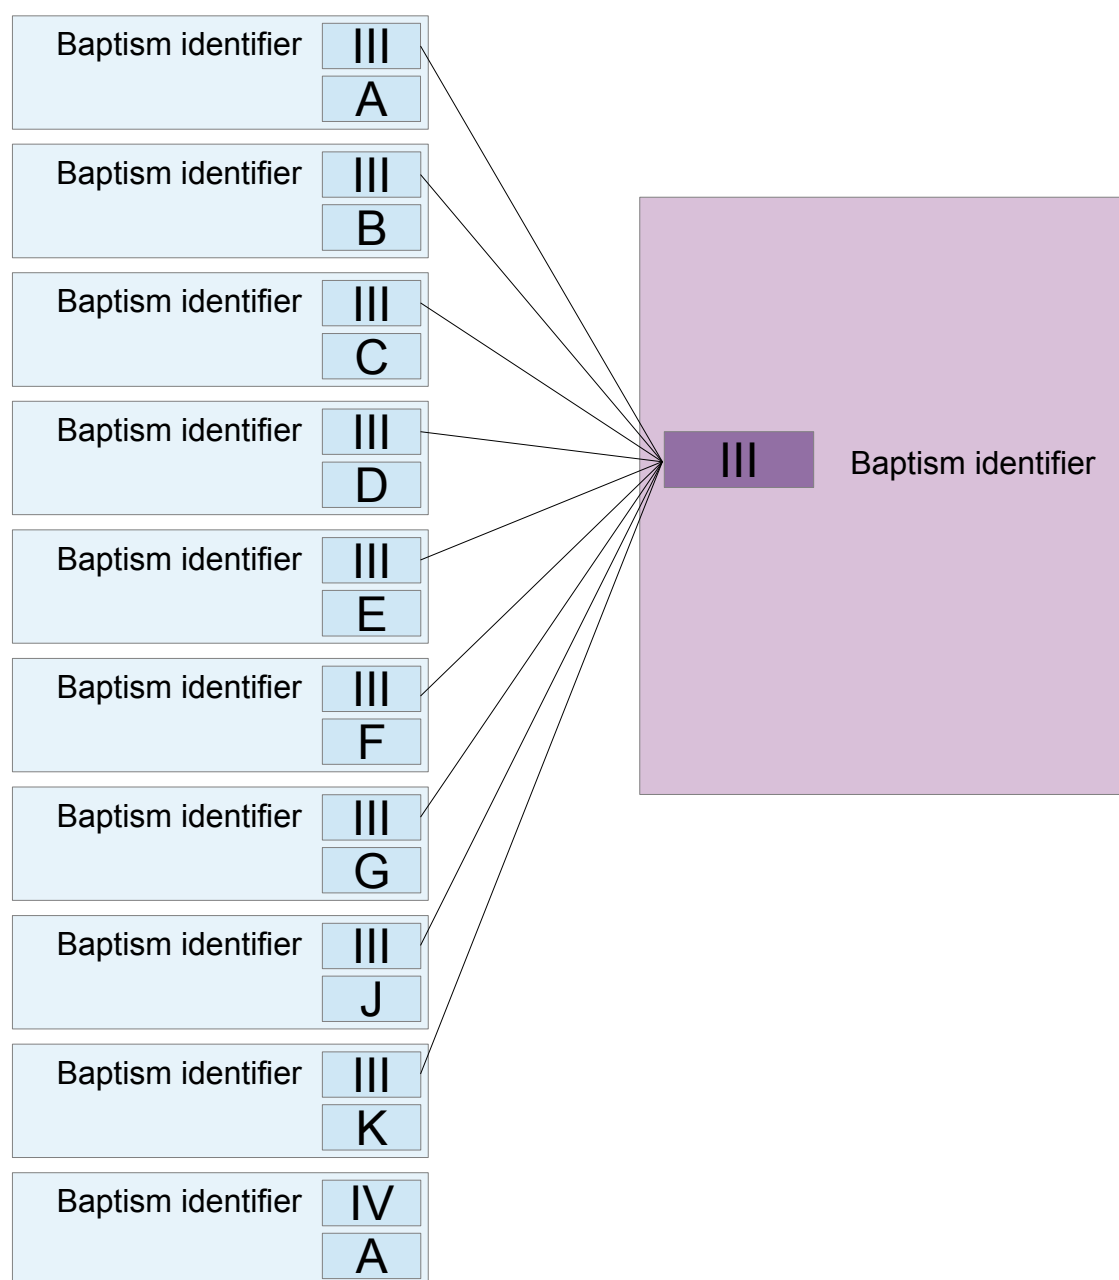 Baptism identifier III
A
Baptism identifier III
B
Baptism identifier III
C
Baptism identifier III
D
Baptism identifier III
E
Baptism identifier III
F
Baptism identifier III
G
Baptism identifier III
J
Baptism identifier III
K
Baptism identifier IV
A
III Baptism identifier